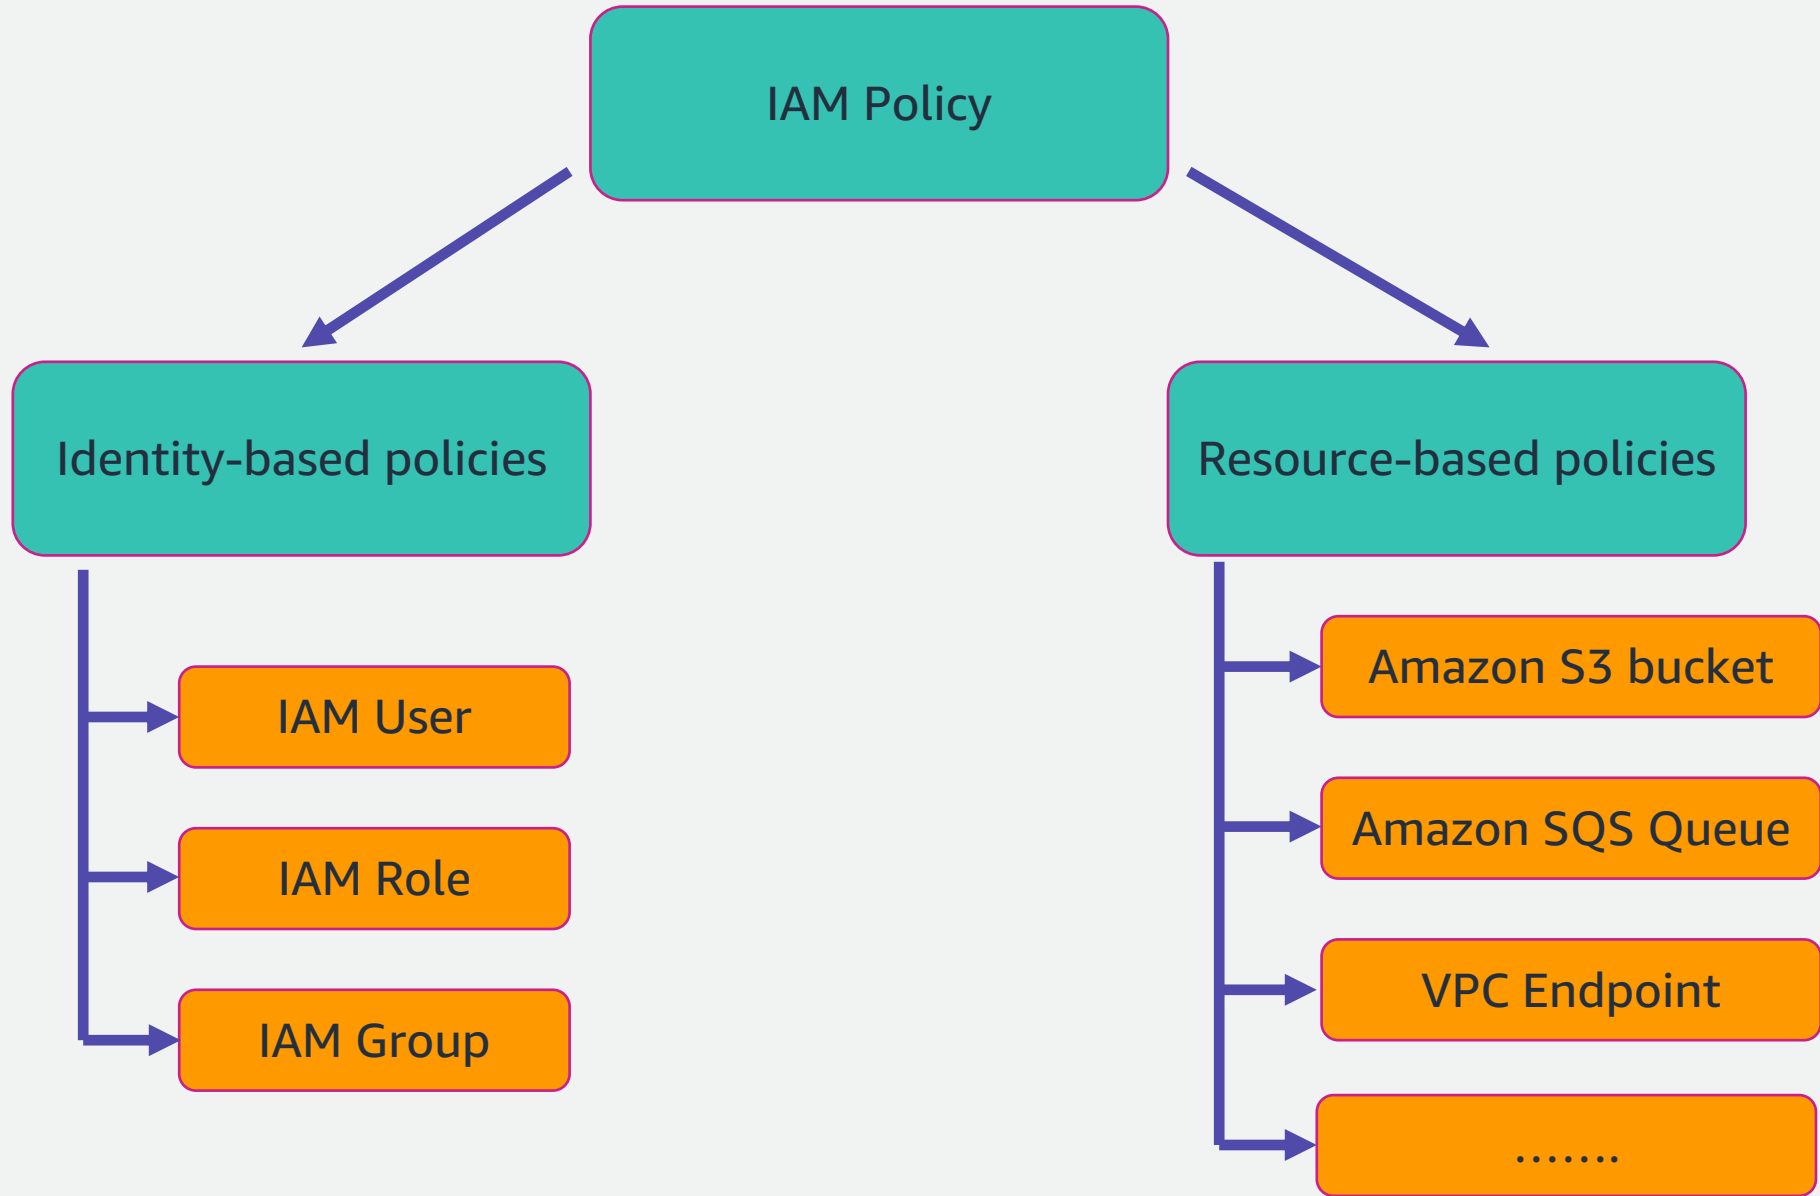 IAM Policy
Identity-based policies
Resource-based policies
IAM User
IAM Role
IAM Group
Amazon S3 bucket
Amazon SQS Queue
VPC Endpoint
.......